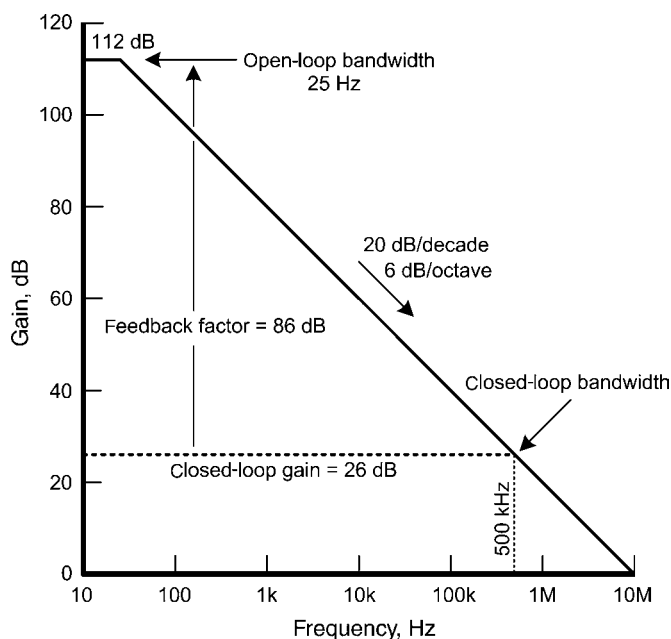 120
112 dB
Open-loop bandwidth
25 Hz
100
80
20 dB/decade
6 dB/octave
60
Gain, dB
Feedback factor = 86 dB
40
Closed-loop bandwidth
Closed-loop gain = 26 dB
20
500 kHz
0
10
100
1k
10k
100k
1M
10M
Frequency, Hz